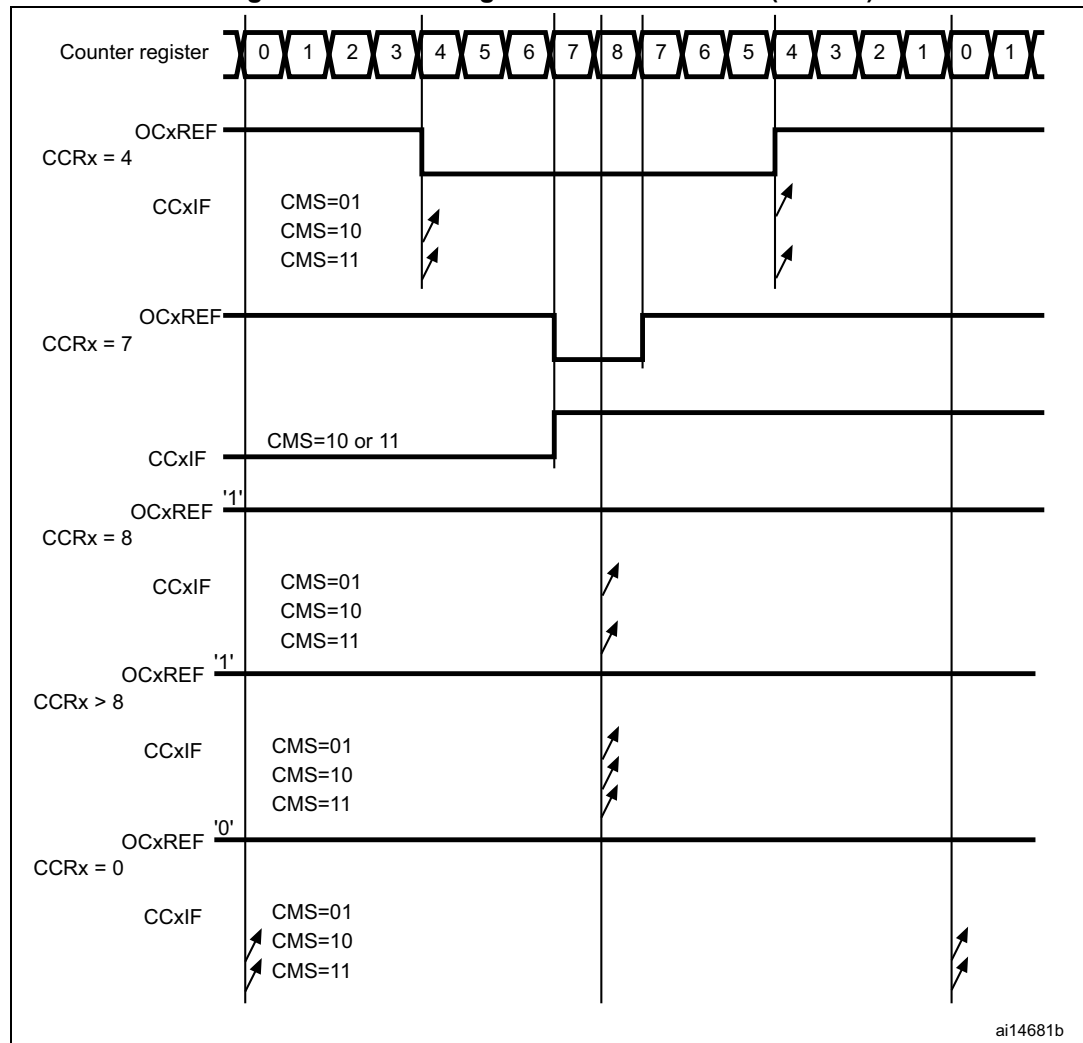 Counter register 0 1 2 3 4 5 6 7 8 7 6 5 4 3 2 1 0 1
OCxREF
CCRx = 4
CCxIF
CMS=01
CMS=10
CMS=11
OCxREF
CCRx = 7
CMS=10 or 11
CCxIF
'1'
OCxREF
CCRx = 8
CCxIF
CMS=01
CMS=10
CMS=11
'1'
OCxREF
CCRx > 8
CCxIF
CMS=01
CMS=10
CMS=11
'0'
OCxREF
CCRx = 0
CCxIF
CMS=01
CMS=10
CMS=11
ai14681b